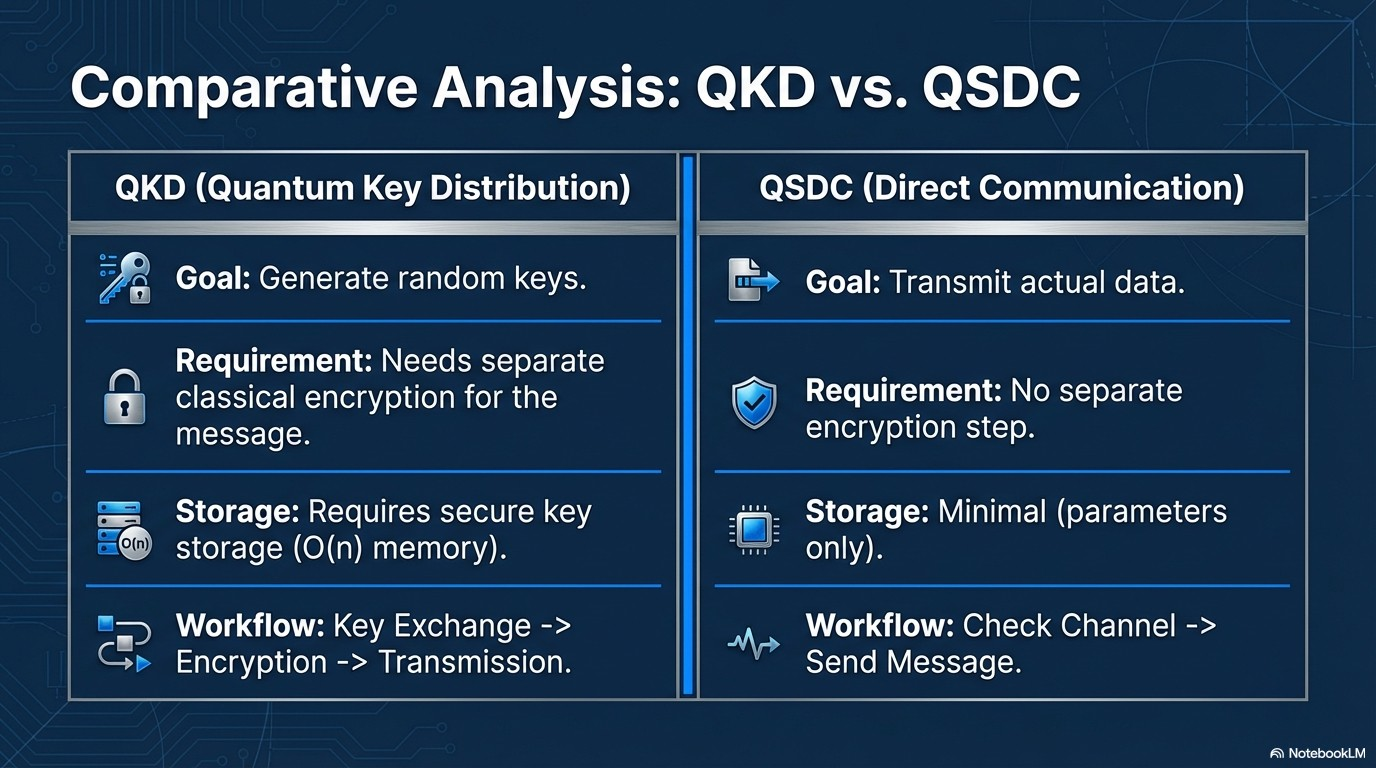 Comparative Analysis: QKD vs. QSDC
QKD (Quantum Key Distribution)
Goal: Generate random keys.
Requirement: Needs separate
classical encryption for the
message.
O(n)
Storage: Requires secure key
storage (O(n) memory).
Workflow: Key Exchange ->
Encryption -> Transmission.
QSDC (Direct Communication)
Goal: Transmit actual data.
Requirement: No separate
encryption step.
Storage: Minimal (parameters
only).
Workflow: Check Channel ->
Send Message.
NotebookLM